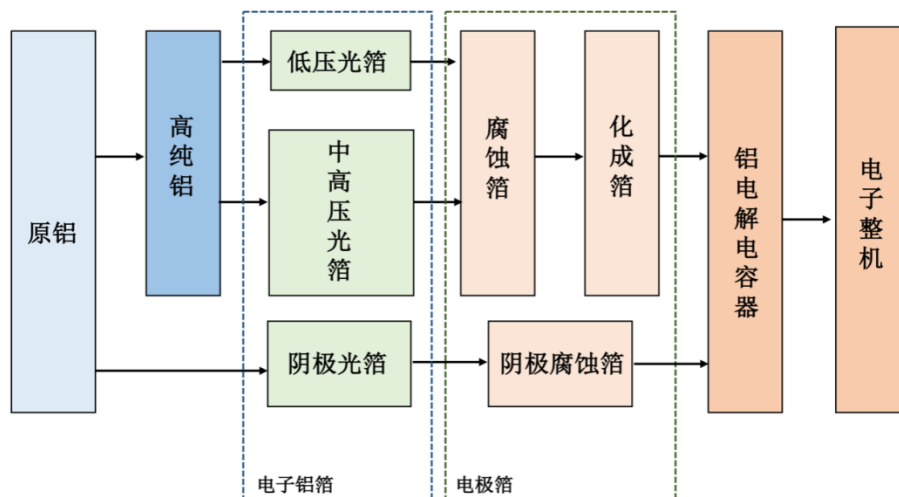 原铝
高纯铝
低压光箔
中高压光箔
阴极光箔
电子铝箔
腐蚀箔
化成箔
阴极腐蚀箔
电极箔
铝电解电容器
电子整机